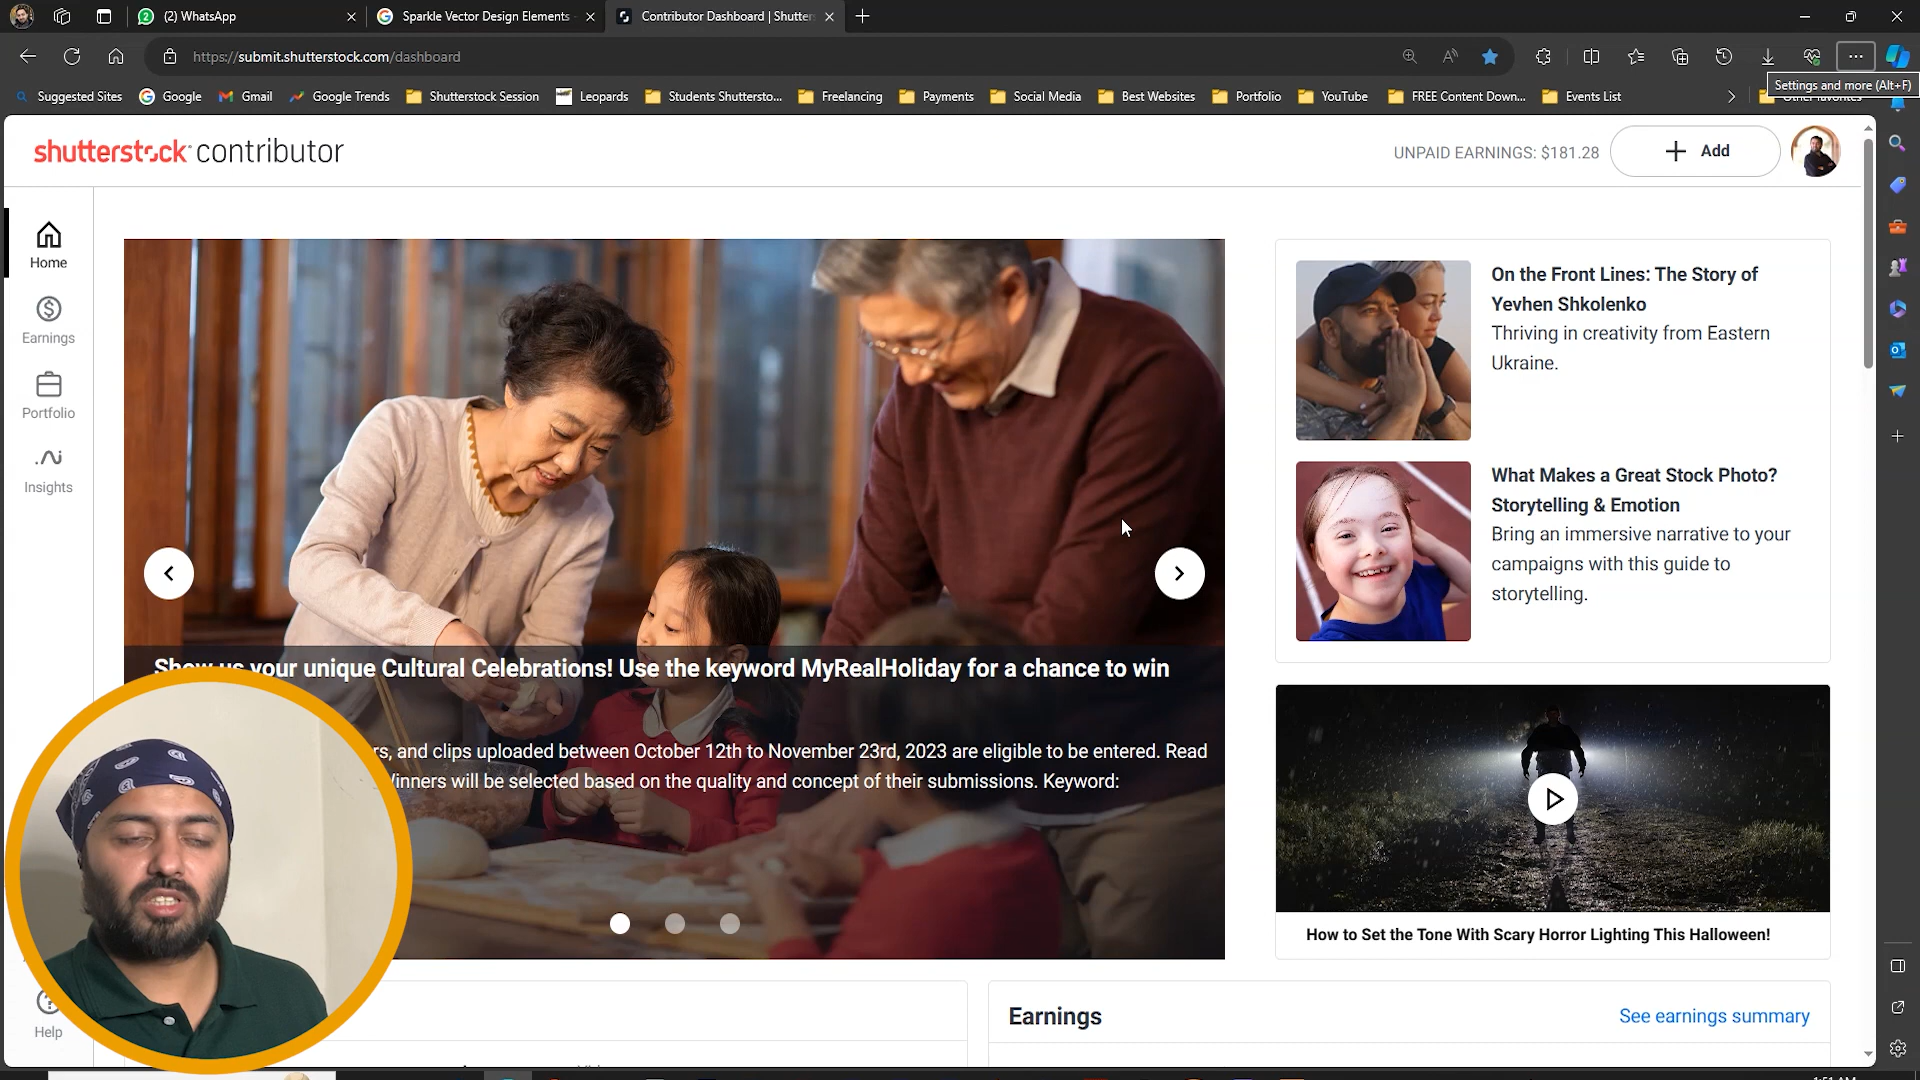 (2) WhatsApp
Sparkle Vector Design Elements
Contributor Dashboard | Shutter
https://submit.shutterstock.com/dashboard
Settings and more (Alt+F)
Suggested Sites
Google
Gmail
Google Trends
Shutterstock Session
Leopards
Students Shuttersto...
Freelancing
Payments
Social Media
Best Websites
Portfolio
YouTube
FREE Content Down...
Events List
shutterstock contributor
UNPAID EARNINGS: $181.28
Add
Home
Earnings
Portfolio
Insights
Help
your unique Cultural Celebrations! Use the keyword MyRealHoliday for a chance to win
and clips uploaded between October 12th to November 23rd, 2023 are eligible to be entered. Read
will be selected based on the quality and concept of their submissions. Keyword:
On the Front Lines: The Story of
Yevhen Shkolenko
Thriving in creativity from Eastern
Ukraine.
What Makes a Great Stock Photo?
Storytelling & Emotion
Bring an immersive narrative to your
campaigns with this guide to
storytelling.
How to Set the Tone With Scary Horror Lighting This Halloween!
Earnings
See earnings summary